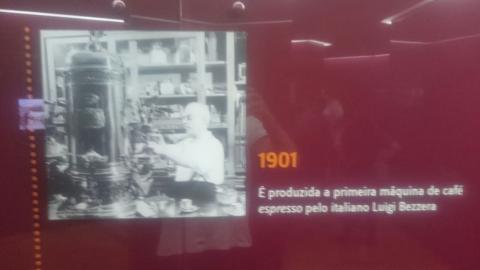 1901
É produzida a primeira máquina de café
espresso pelo italiano Luigi Bezzera